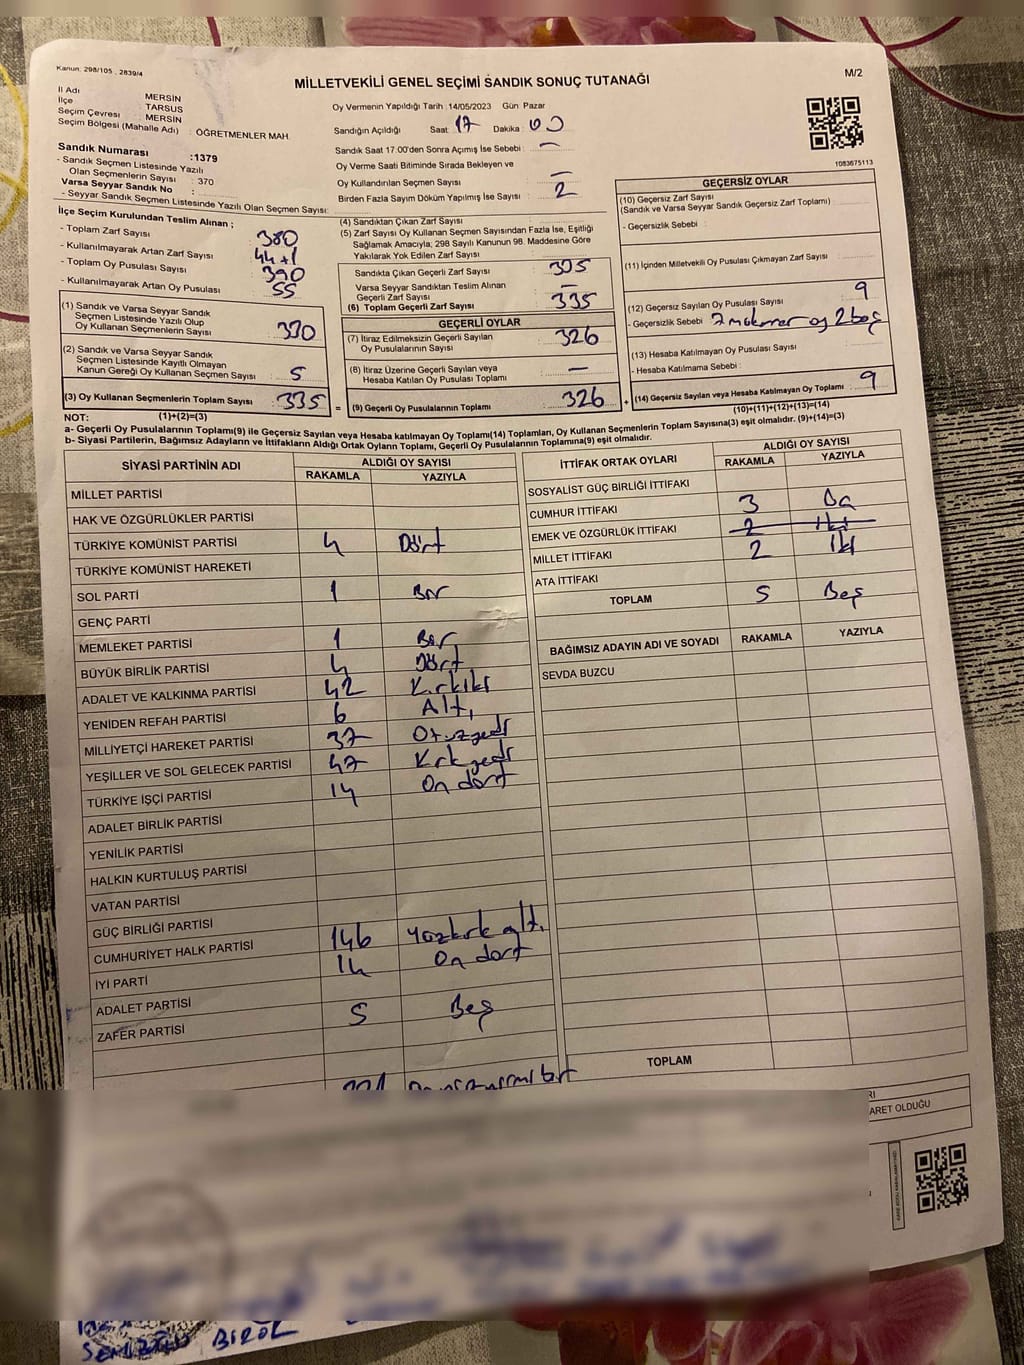 Kanun: 298/105 , 2839/4
MİLLETVEKİLİ GENEL SEÇİMİ SANDIK SONUÇ TUTANAĞI
M/2
İl Adı MERSİN
İlçe TARSUS
Seçim Çevresi MERSİN
Seçim Bölgesi (Mahalle Adı) : ÖĞRETMENLER MAH.
Sandık Numarası :1379
- Sandık Seçmen Listesinde Yazılı
Olan Seçmenlerin Sayısı : 370
Varsa Seyyar Sandık No :
- Seyyar Sandık Seçmen Listesinde Yazılı Olan Seçmen Sayısı:
İlçe Seçim Kurulundan Teslim Alınan ;
- Toplam Zarf Sayısı : 380
- Kullanılmayarak Artan Zarf Sayısı : 44+1
- Toplam Oy Pusulası Sayısı : 390
- Kullanılmayarak Artan Oy Pusulası : 55
(1) Sandık ve Varsa Seyyar Sandık
Seçmen Listesinde Yazılı Olup
Oy Kullanan Seçmenlerin Sayısı : 330
(2) Sandık ve Varsa Seyyar Sandık
Seçmen Listesinde Kayıtlı Olmayan
Kanun Gereği Oy Kullanan Seçmen Sayısı : 5
(3) Oy Kullanan Seçmenlerin Toplam Sayısı : 335
Oy Vermenin Yapıldığı Tarih :14/05/2023 Gün Pazar
Sandığın Açıldığı Saat 17 Dakika 00
Sandık Saat 17.00'den Sonra Açımış İse Sebebi : -
Oy Verme Saati Bitiminde Sırada Bekleyen ve
Oy Kullandırılan Seçmen Sayısı : -
Birden Fazla Sayım Döküm Yapılmış İse Sayısı : 2
(4) Sandıktan Çıkan Zarf Sayısı :
(5) Zarf Sayısı Oy Kullanan Seçmen Sayısından Fazla İse, Eşitliği
Sağlamak Amacıyla; 298 Sayılı Kanunun 98. Maddesine Göre
Yakılarak Yok Edilen Zarf Sayısı :
Sandıkta Çıkan Geçerli Zarf Sayısı : 335
Varsa Seyyar Sandıktan Teslim Alınan
Geçerli Zarf Sayısı : -
(6) Toplam Geçerli Zarf Sayısı : 335
GEÇERLİ OYLAR
(7) İtiraz Edilmeksizin Geçerli Sayılan
Oy Pusulalarının Sayısı : 326
(8) İtiraz Üzerine Geçerli Sayılan veya
Hesaba Katılan Oy Pusulası Toplamı : -
= (9) Geçerli Oy Pusulalarının Toplamı : 326
1083675113
GEÇERSİZ OYLAR
(10) Geçersiz Zarf Sayısı
(Sandık ve Varsa Seyyar Sandık Geçersiz Zarf Toplamı)
- Geçersizlik Sebebi :
(11) İçinden Milletvekili Oy Pusulası Çıkmayan Zarf Sayısı :
(12) Geçersiz Sayılan Oy Pusulası Sayısı : 9
- Geçersizlik Sebebi 7 oy 2 boş
(13) Hesaba Katılmayan Oy Pusulası Sayısı :
- Hesaba Katılmama Sebebi :
+ (14) Geçersiz Sayılan veya Hesaba Katılmayan Oy Toplamı : 9
NOT: (1)+(2)=(3)
(10)+(11)+(12)+(13)=(14)
a- Geçerli Oy Pusulalarının Toplamı(9) ile Geçersiz Sayılan veya Hesaba katılmayan Oy Toplamı(14) Toplamları, Oy Kullanan Seçmenlerin Toplam Sayısına(3) eşit olmalıdır. (9)+(14)=(3)
b- Siyasi Partilerin, Bağımsız Adayların ve İttifakların Aldığı Ortak Oyların Toplamı, Geçerli Oy Pusulalarının Toplamına(9) eşit olmalıdır.
SİYASİ PARTİNİN ADI
ALDIĞI OY SAYISI
RAKAMLA YAZIYLA
MİLLET PARTİSİ
HAK VE ÖZGÜRLÜKLER PARTİSİ
TÜRKİYE KOMÜNİST PARTİSİ 4 Dört
TÜRKİYE KOMÜNİST HAREKETİ
SOL PARTİ 1 Bir
GENÇ PARTİ
MEMLEKET PARTİSİ 1 Bir
BÜYÜK BİRLİK PARTİSİ 4 Dört
ADALET VE KALKINMA PARTİSİ 42 Kırkiki
YENİDEN REFAH PARTİSİ 6 Altı
MİLLİYETÇİ HAREKET PARTİSİ 37 Otuzyedi
YEŞİLLER VE SOL GELECEK PARTİSİ 47 Kırkyedi
TÜRKİYE İŞÇİ PARTİSİ 14 On dört
ADALET BİRLİK PARTİSİ
YENİLİK PARTİSİ
HALKIN KURTULUŞ PARTİSİ
VATAN PARTİSİ
GÜÇ BİRLİĞİ PARTİSİ
CUMHURİYET HALK PARTİSİ 146 Yüzkırk altı
İYİ PARTİ 14 On dört
ADALET PARTİSİ
ZAFER PARTİSİ 5 Beş
İTTİFAK ORTAK OYLARI
ALDIĞI OY SAYISI
RAKAMLA YAZIYLA
SOSYALİST GÜÇ BİRLİĞİ İTTİFAKI
CUMHUR İTTİFAKI 3
EMEK VE ÖZGÜRLÜK İTTİFAKI 2 İki
MİLLET İTTİFAKI 2 İki
ATA İTTİFAKI
TOPLAM 5 Beş
BAĞIMSIZ ADAYIN ADI VE SOYADI RAKAMLA YAZIYLA
SEVDA BUZCU
TOPLAM
ARET OLDUĞU
BİROL